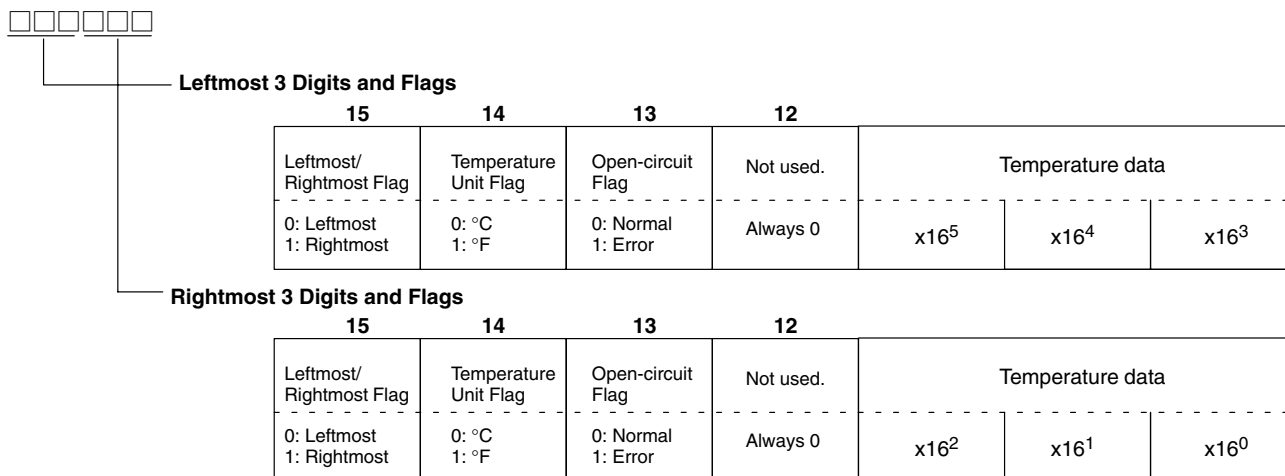 □□□□□□
Leftmost 3 Digits and Flags
15 14 13 12
Leftmost/ Temperature Open-circuit Not used. Temperature data
Rightmost Flag Unit Flag Flag
0: Leftmost 0: °C 0: Normal Always 0 x16⁵ x16⁴ x16³
1: Rightmost 1: °F 1: Error
Rightmost 3 Digits and Flags
15 14 13 12
Leftmost/ Temperature Open-circuit Not used. Temperature data
Rightmost Flag Unit Flag Flag
0: Leftmost 0: °C 0: Normal Always 0 x16² x16¹ x16⁰
1: Rightmost 1: °F 1: Error